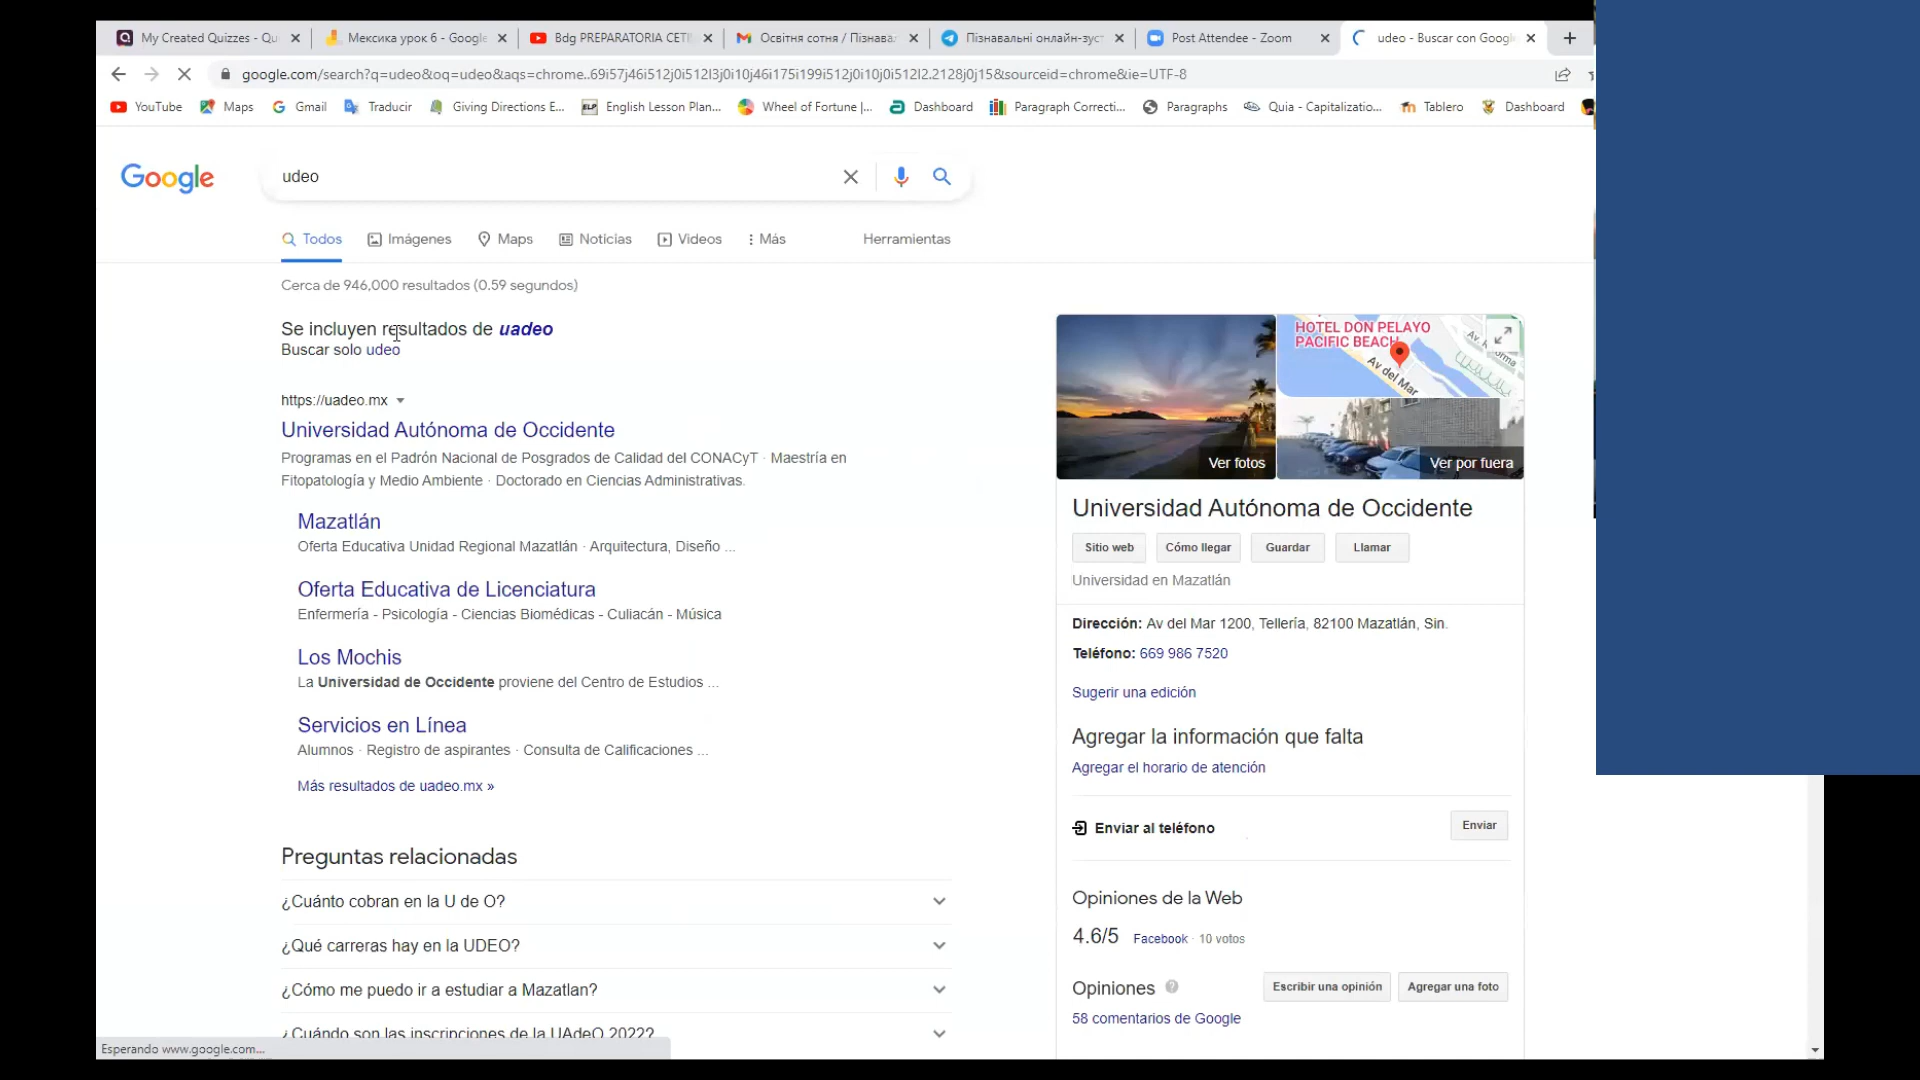 My Created Quizzes - Qu
Мексика урок 6 - Google
Bdg PREPARATORIA CETI
Освітня сотня / Пізнава
Пізнавальні онлайн-зуст
Post Attendee - Zoom
udeo - Buscar con Googl
google.com/search?q=udeo&oq=udeo&aqs=chrome..69i57j46i512j0i512l3j0i10j46i175i199i512j0i10j0i512l2.2128j0j15&sourceid=chrome&ie=UTF-8
YouTube Maps Gmail Traducir Giving Directions E... English Lesson Plan... Wheel of Fortune |... Dashboard Paragraph Correcti... Paragraphs Quia - Capitalizatio... Tablero Dashboard
Google
udeo
Todos Imágenes Maps Noticias Videos Más Herramientas
Cerca de 946,000 resultados (0.59 segundos)
Se incluyen resultados de uadeo
Buscar solo udeo
https://uadeo.mx
Universidad Autónoma de Occidente
Programas en el Padrón Nacional de Posgrados de Calidad del CONACyT · Maestría en
Fitopatología y Medio Ambiente · Doctorado en Ciencias Administrativas.
Mazatlán
Oferta Educativa Unidad Regional Mazatlán · Arquitectura, Diseño ...
Oferta Educativa de Licenciatura
Enfermería - Psicología - Ciencias Biomédicas - Culiacán - Música
Los Mochis
La Universidad de Occidente proviene del Centro de Estudios ...
Servicios en Línea
Alumnos · Registro de aspirantes · Consulta de Calificaciones ...
Más resultados de uadeo.mx »
Preguntas relacionadas
¿Cuánto cobran en la U de O?
¿Qué carreras hay en la UDEO?
¿Cómo me puedo ir a estudiar a Mazatlan?
¿Cuándo son las inscripciones de la UAdeO 2022?
Esperando www.google.com...
HOTEL DON PELAYO
PACIFIC BEACH
Av del Mar
Ver fotos
Ver por fuera
Universidad Autónoma de Occidente
Sitio web Cómo llegar Guardar Llamar
Universidad en Mazatlán
Dirección: Av del Mar 1200, Tellería, 82100 Mazatlán, Sin.
Teléfono: 669 986 7520
Sugerir una edición
Agregar la información que falta
Agregar el horario de atención
Enviar al teléfono
Enviar
Opiniones de la Web
4.6/5 Facebook · 10 votos
Opiniones
Escribir una opinión Agregar una foto
58 comentarios de Google